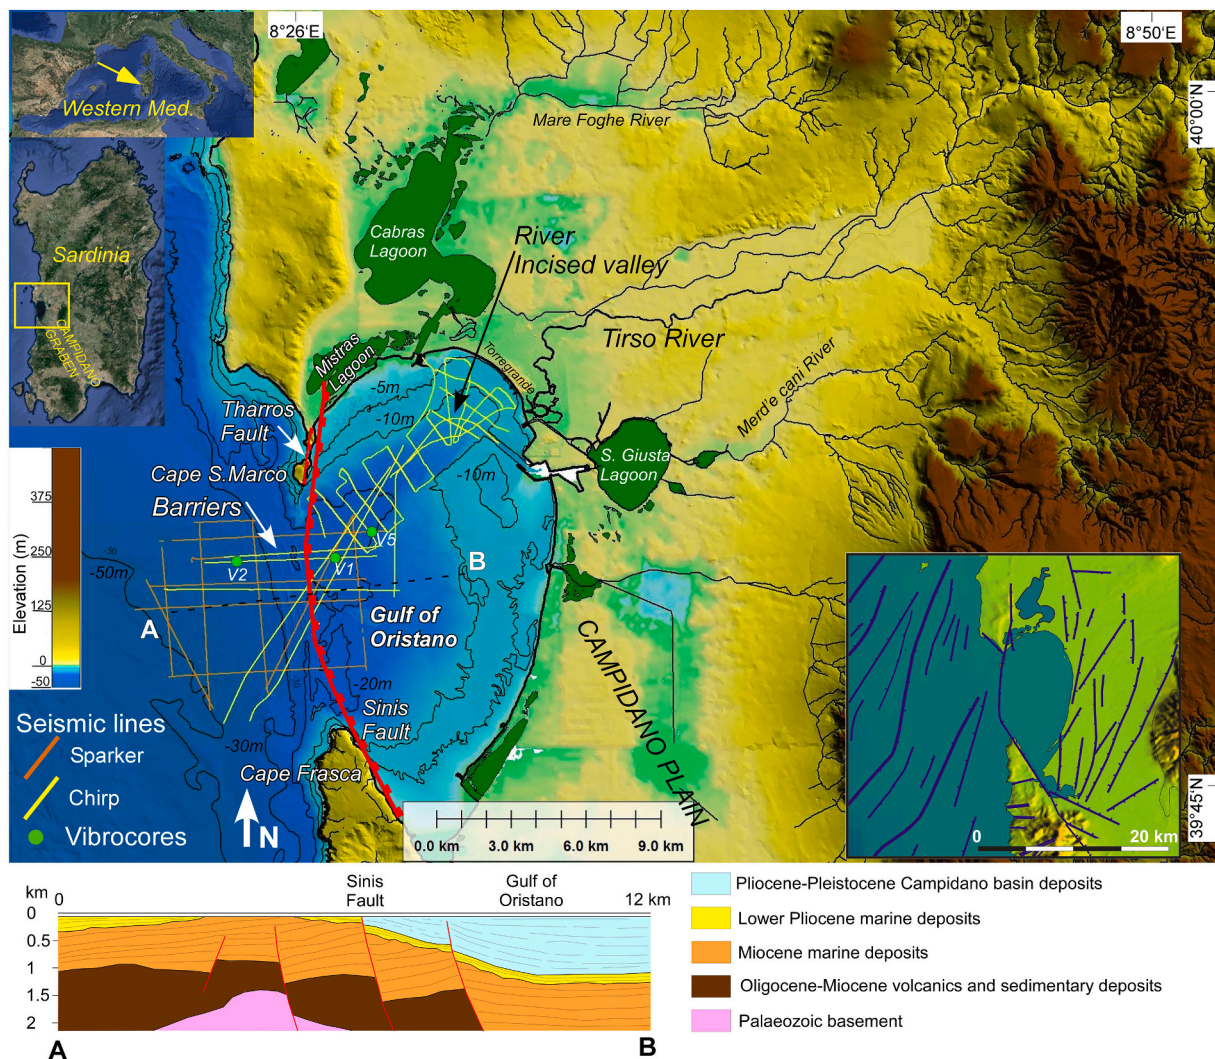 8°26‘E
8°50‘E
40°00‘N
39°45‘N
Western Med.
Sardinia
CAMPIDANO
GRABEN
Mare Foghe River
Cabras
Lagoon
River
Incised valley
Tirso River
Mistras
Lagoon
Torregrande
Merd'e cani River
-5m
-10m
Tharros
Fault
S. Giusta
Lagoon
-10m
Cape S.Marco
Barriers
V5
V2
V1
-50
-50m
B
A
Gulf of
Oristano
-50
-20m
Sinis
Fault
-30m
Cape Frasca
CAMPIDANO PLAIN
Elevation (m)
375
250
125
0
-50
Seismic lines
Sparker
Chirp
Vibrocores
N
0.0 km
3.0 km
6.0 km
9.0 km
0
20 km
km
0
Sinis
Fault
Gulf of
Oristano
12 km
0
0.5
1
1.5
2
A
B
Pliocene-Pleistocene Campidano basin deposits
Lower Pliocene marine deposits
Miocene marine deposits
Oligocene-Miocene volcanics and sedimentary deposits
Palaeozoic basement